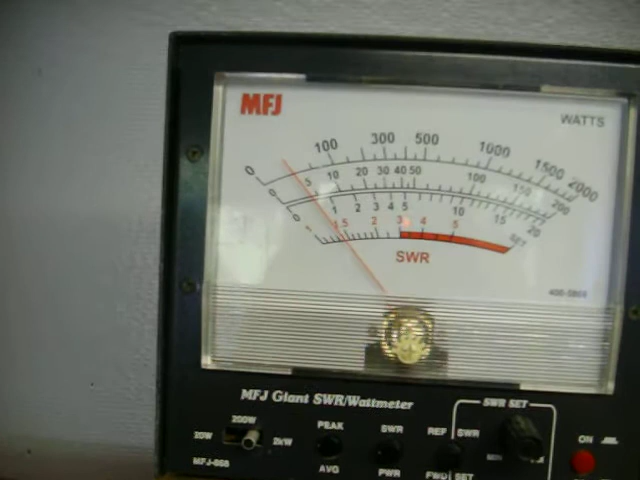 MFJ
WATTS
0 100 300 500 1000 1500 2000
0 5 10 20 30 40 50 100 150 200
0 1 2 3 4 5 10 15 20
1 1.5 2 3 4 5 SET
SWR
MFJ Giant SWR/Wattmeter
SWR SET
200W
20W 2kW
PEAK
AVG
SWR
PWR
REF SWR
FWD SET
MIN
ON